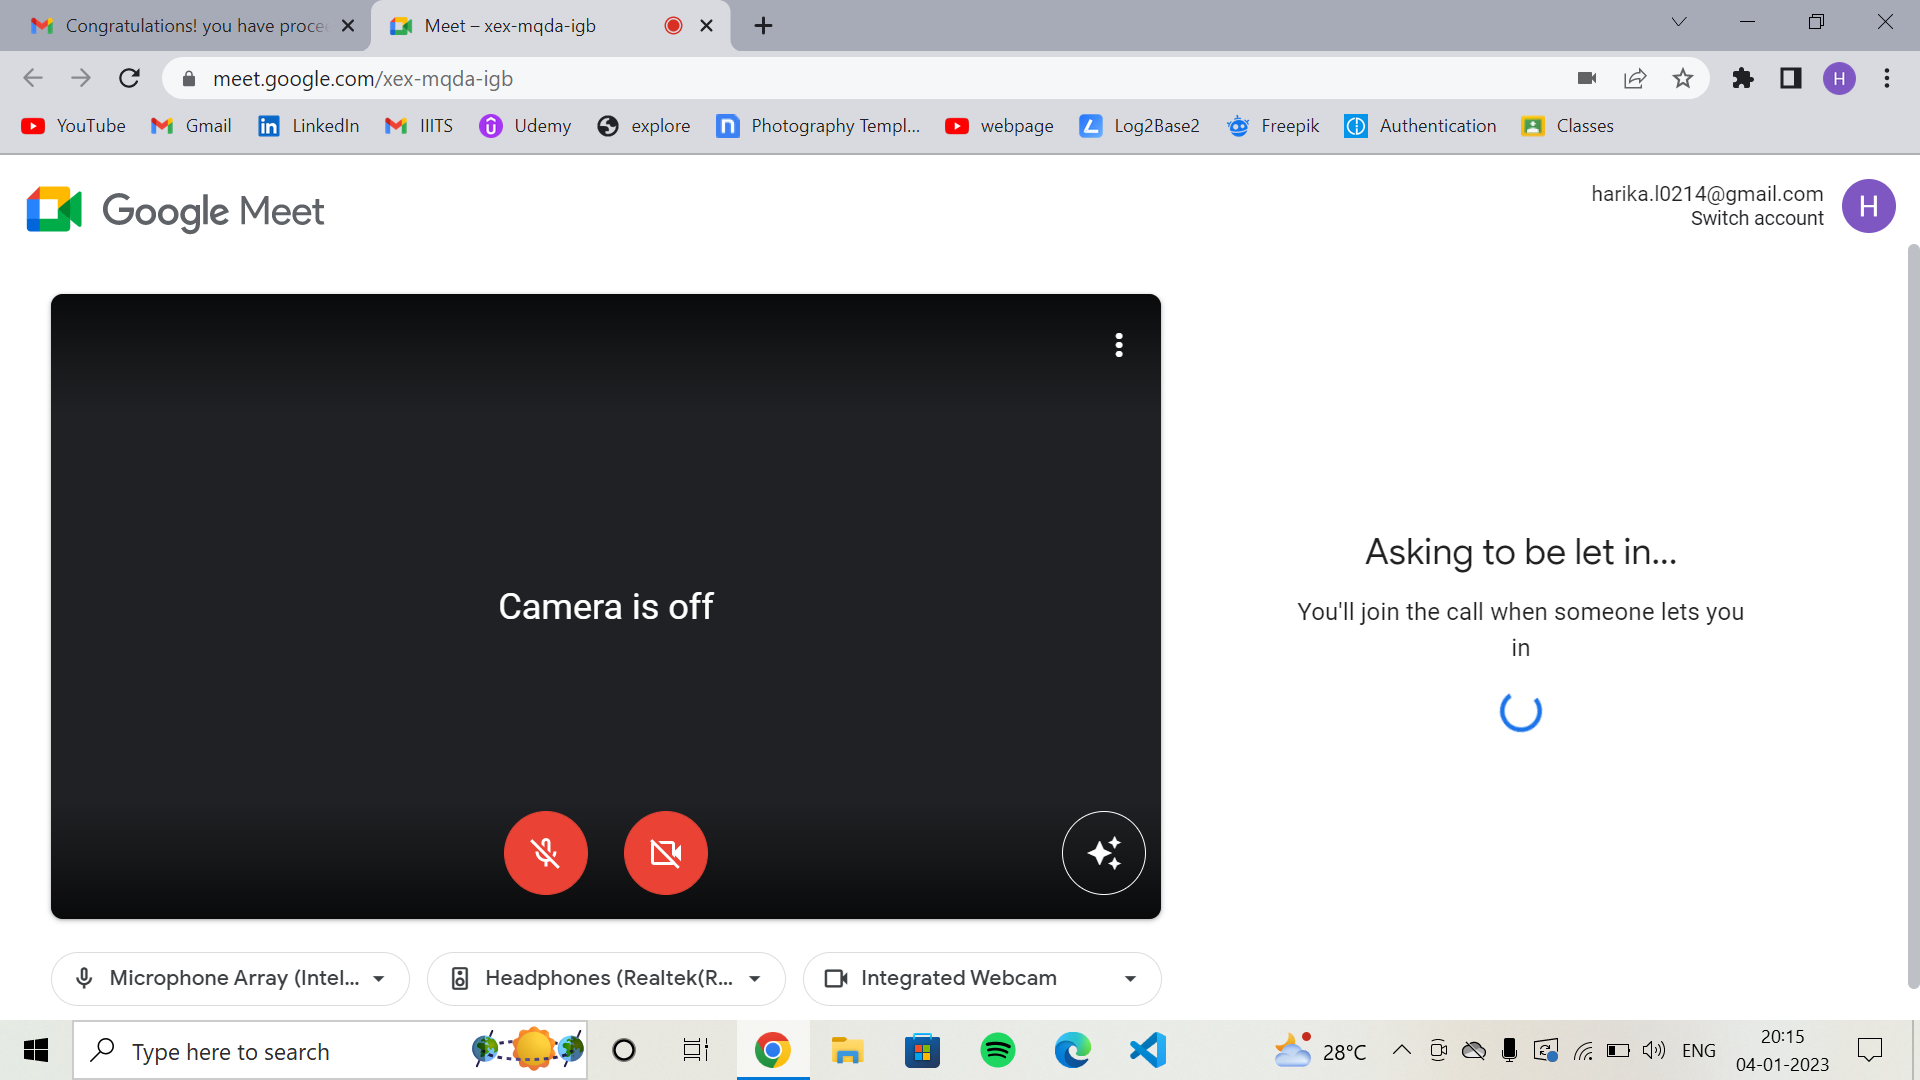 Congratulations! you have procee
Meet – xex-mqda-igb
meet.google.com/xex-mqda-igb
H
YouTube
Gmail
LinkedIn
IIITS
Udemy
explore
Photography Templ...
webpage
Log2Base2
Freepik
Authentication
Classes
Google Meet
harika.l0214@gmail.com
Switch account
H
Camera is off
Asking to be let in...
You'll join the call when someone lets you
in
Microphone Array (Intel...
Headphones (Realtek(R...
Integrated Webcam
Type here to search
28°C
ENG
20:15
04-01-2023